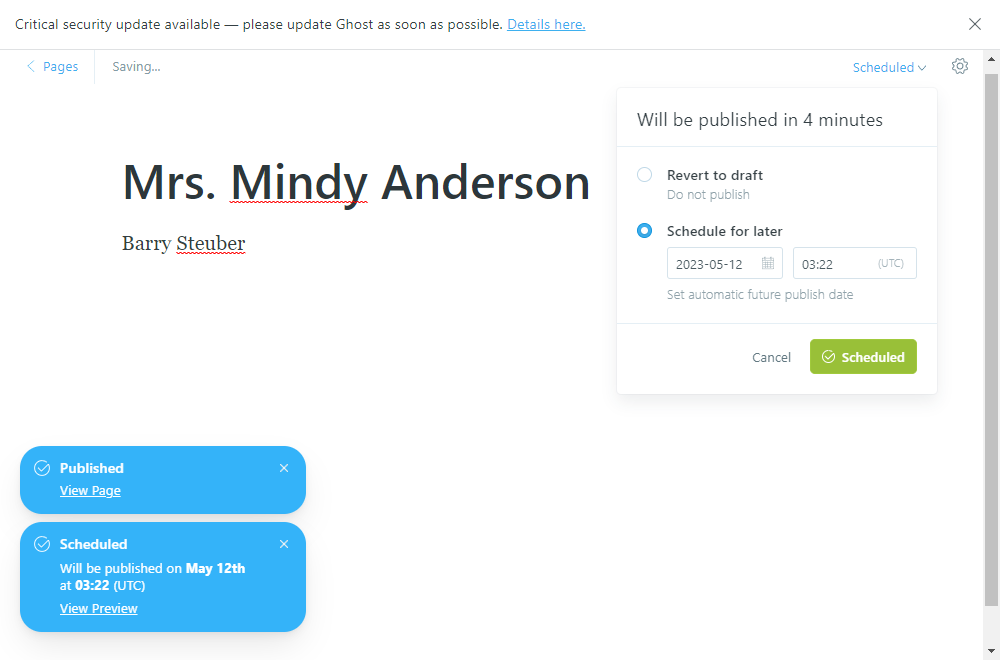 Critical security update available — please update Ghost as soon as possible. Details here.
Pages
Saving...
Scheduled
Will be published in 4 minutes
Mrs. Mindy Anderson
Barry Steuber
Revert to draft
Do not publish
Schedule for later
2023-05-12
03:22
(UTC)
Set automatic future publish date
Cancel
Scheduled
Published
View Page
Scheduled
Will be published on May 12th
at 03:22 (UTC)
View Preview